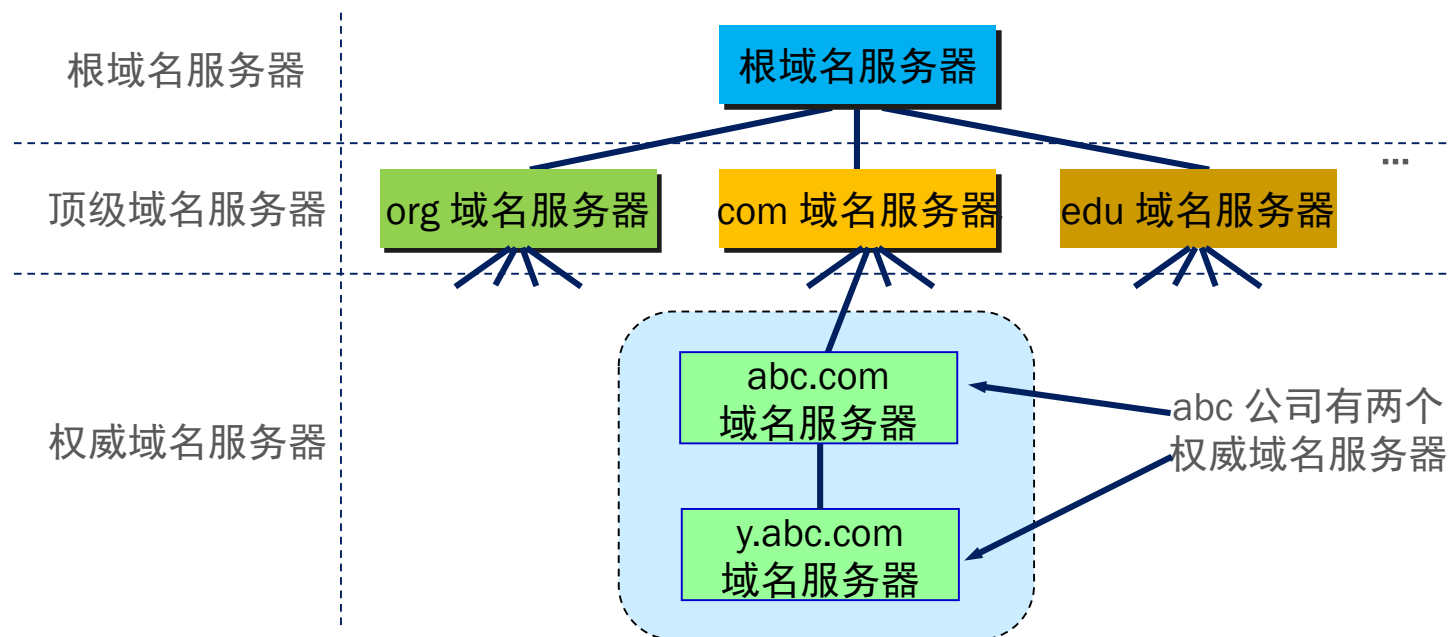 根域名服务器
根域名服务器
...
顶级域名服务器
org 域名服务器
com 域名服务器
edu 域名服务器
权威域名服务器
abc.com
域名服务器
y.abc.com
域名服务器
abc 公司有两个
权威域名服务器